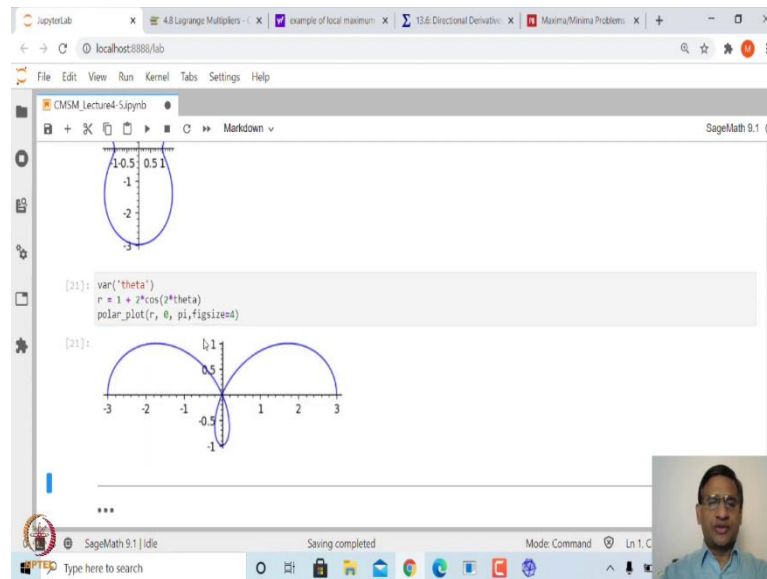 JupyterLab
4.8 Lagrange Multipliers - C
example of local maximum
13.6: Directional Derivative
Maxima/Minima Problems
localhost:8888/lab
File Edit View Run Kernel Tabs Settings Help
CMSM_Lecture4-5.ipynb
Markdown
SageMath 9.1
-1 -0.5 0.5 1
-1
-2
-3
[21]: var('theta')
r = 1 + 2*cos(2*theta)
polar_plot(r, 0, pi,figsize=4)
[21]:
1
0.5
-3 -2 -1 1 2 3
-0.5
-1
SageMath 9.1 | Idle Saving completed Mode: Command Ln 1, C
NPTEL
Type here to search